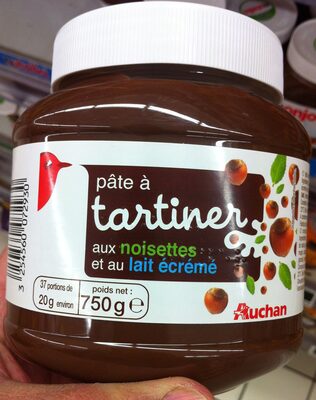 pâte à
tartiner
aux noisettes
et au lait écrémé
37 portions de
20g environ
poids net :
750g e
Auchan